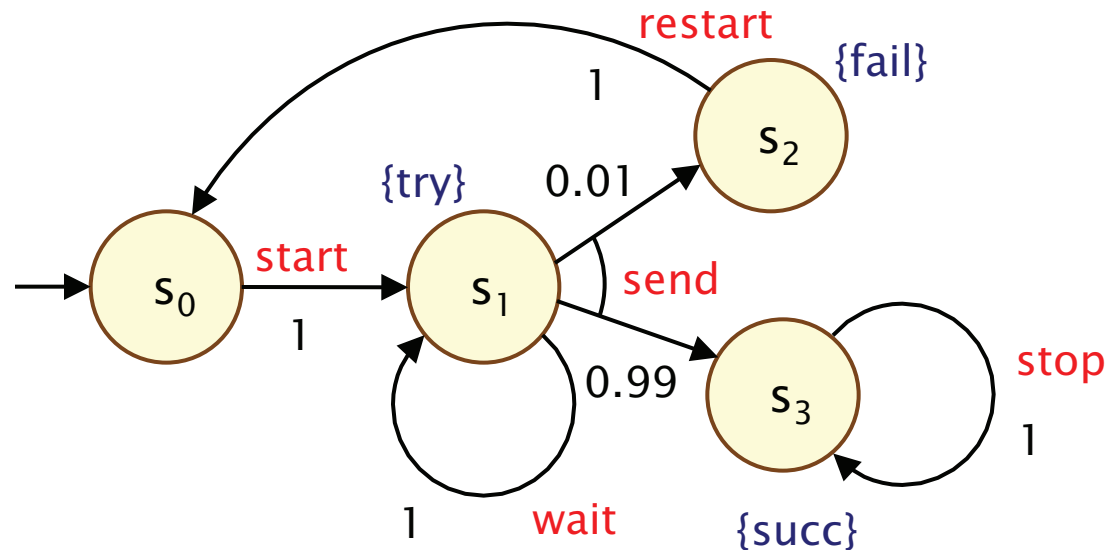 restart
1
{fail}
s₂
{try}
0.01
start
s₀
1
s₁
send
0.99
s₃
stop
1
1
wait
{succ}